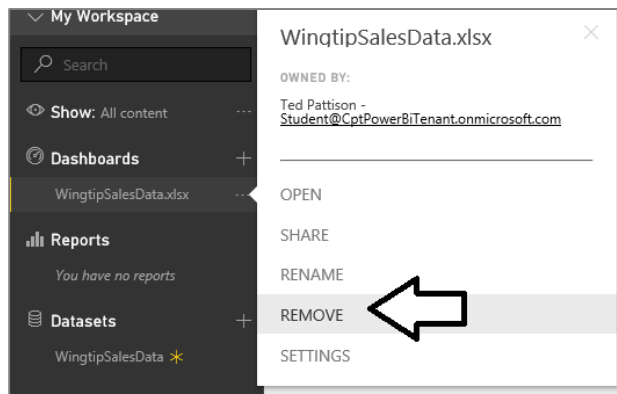 My Workspace
Search
Show: All content
Dashboards
WingtipSalesData.xlsx
Reports
You have no reports
Datasets
WingtipSalesData
WingtipSalesData.xlsx
OWNED BY:
Ted Pattison -
Student@CptPowerBiTenant.onmicrosoft.com
OPEN
SHARE
RENAME
REMOVE
SETTINGS